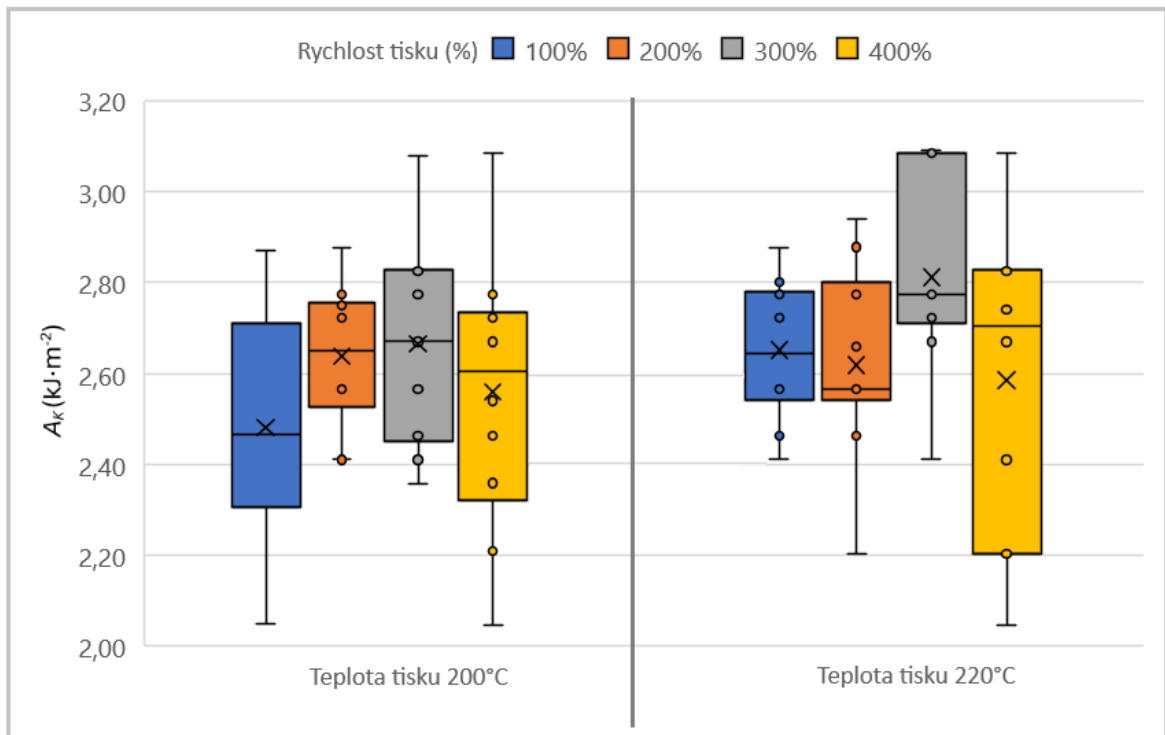 Rychlost tisku (%) 100% 200% 300% 400%
3,20
3,00
2,80
2,60
2,40
2,20
2,00
Aₖ (kJ·m⁻²)
Teplota tisku 200°C
Teplota tisku 220°C